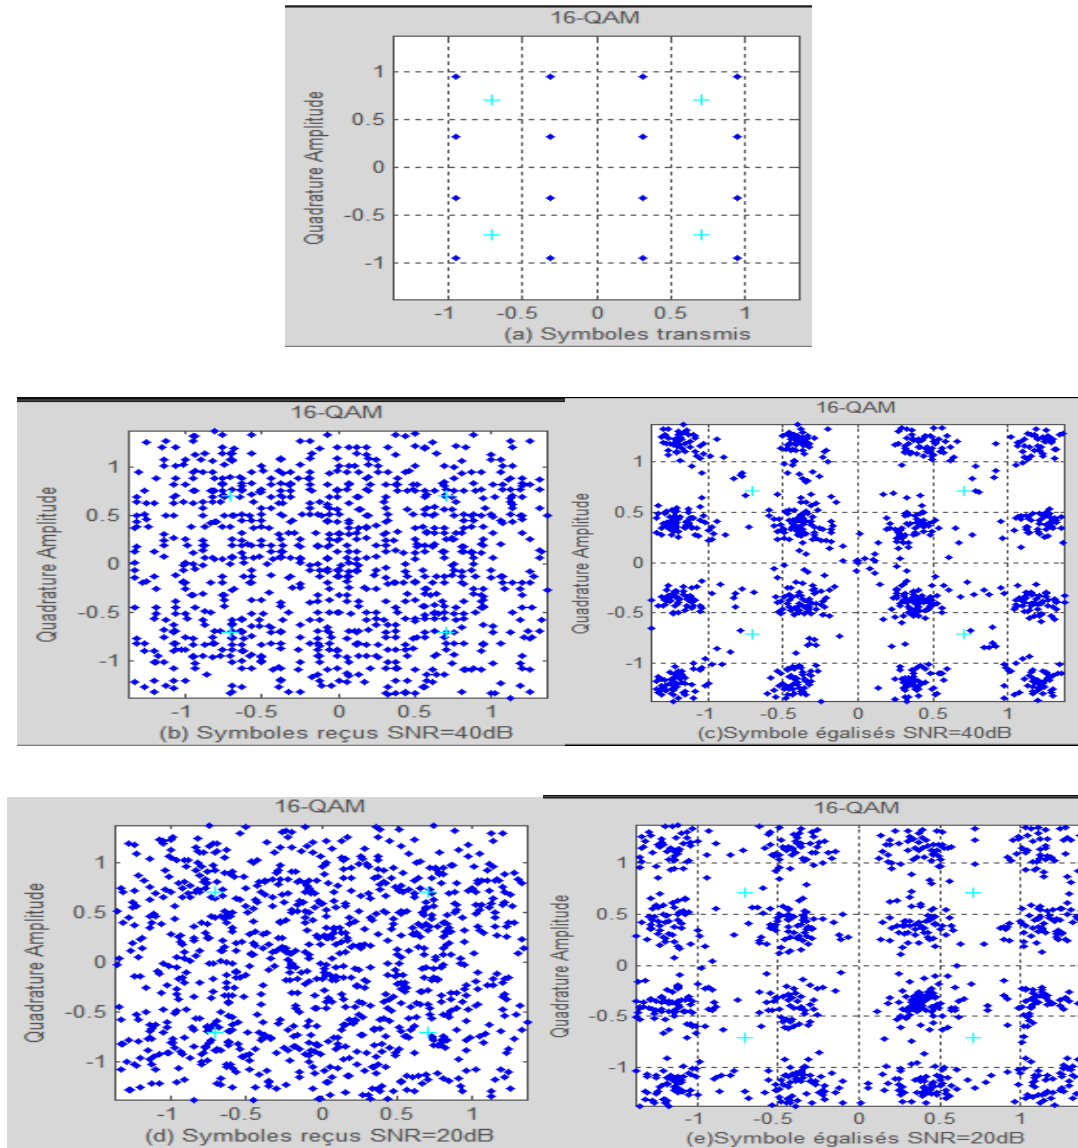 16-QAM
Quadrature Amplitude
1
0.5
0
-0.5
-1
-1 -0.5 0 0.5 1
(a) Symboles transmis
16-QAM
Quadrature Amplitude
1
0.5
0
-0.5
-1
-1 -0.5 0 0.5 1
(b) Symboles reçus SNR=40dB
16-QAM
Quadrature Amplitude
1
0.5
0
-0.5
-1
-1 -0.5 0 0.5 1
(c)Symbole égalisés SNR=40dB
16-QAM
Quadrature Amplitude
1
0.5
0
-0.5
-1
-1 -0.5 0 0.5 1
(d) Symboles reçus SNR=20dB
16-QAM
Quadrature Amplitude
1
0.5
0
-0.5
-1
-1 -0.5 0 0.5 1
(e)Symbole égalisés SNR=20dB